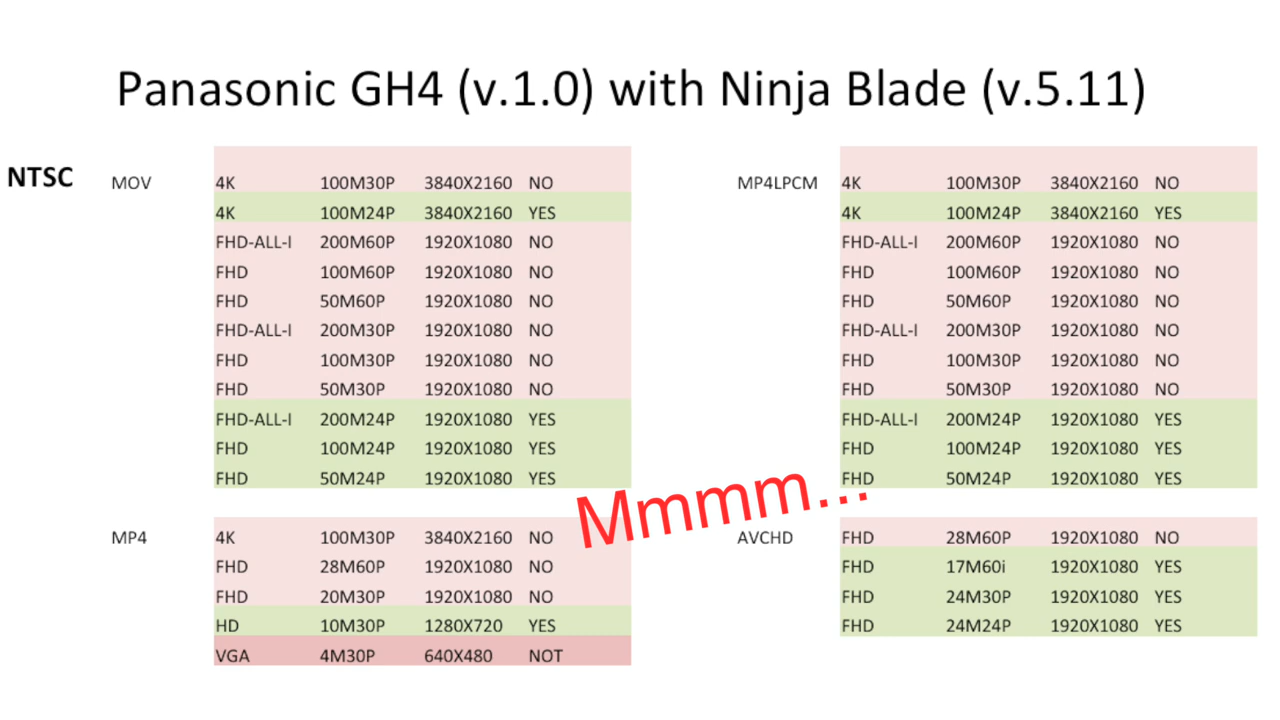 Panasonic GH4 (v.1.0) with Ninja Blade (v.5.11)
NTSC
MOV
4K 100M30P 3840X2160 NO
4K 100M24P 3840X2160 YES
FHD-ALL-I 200M60P 1920X1080 NO
FHD 100M60P 1920X1080 NO
FHD 50M60P 1920X1080 NO
FHD-ALL-I 200M30P 1920X1080 NO
FHD 100M30P 1920X1080 NO
FHD 50M30P 1920X1080 NO
FHD-ALL-I 200M24P 1920X1080 YES
FHD 100M24P 1920X1080 YES
FHD 50M24P 1920X1080 YES
MP4LPCM
4K 100M30P 3840X2160 NO
4K 100M24P 3840X2160 YES
FHD-ALL-I 200M60P 1920X1080 NO
FHD 100M60P 1920X1080 NO
FHD 50M60P 1920X1080 NO
FHD-ALL-I 200M30P 1920X1080 NO
FHD 100M30P 1920X1080 NO
FHD 50M30P 1920X1080 NO
FHD-ALL-I 200M24P 1920X1080 YES
FHD 100M24P 1920X1080 YES
FHD 50M24P 1920X1080 YES
Mmmm...
MP4
4K 100M30P 3840X2160 NO
FHD 28M60P 1920X1080 NO
FHD 20M30P 1920X1080 NO
HD 10M30P 1280X720 YES
VGA 4M30P 640X480 NOT
AVCHD
FHD 28M60P 1920X1080 NO
FHD 17M60i 1920X1080 YES
FHD 24M30P 1920X1080 YES
FHD 24M24P 1920X1080 YES